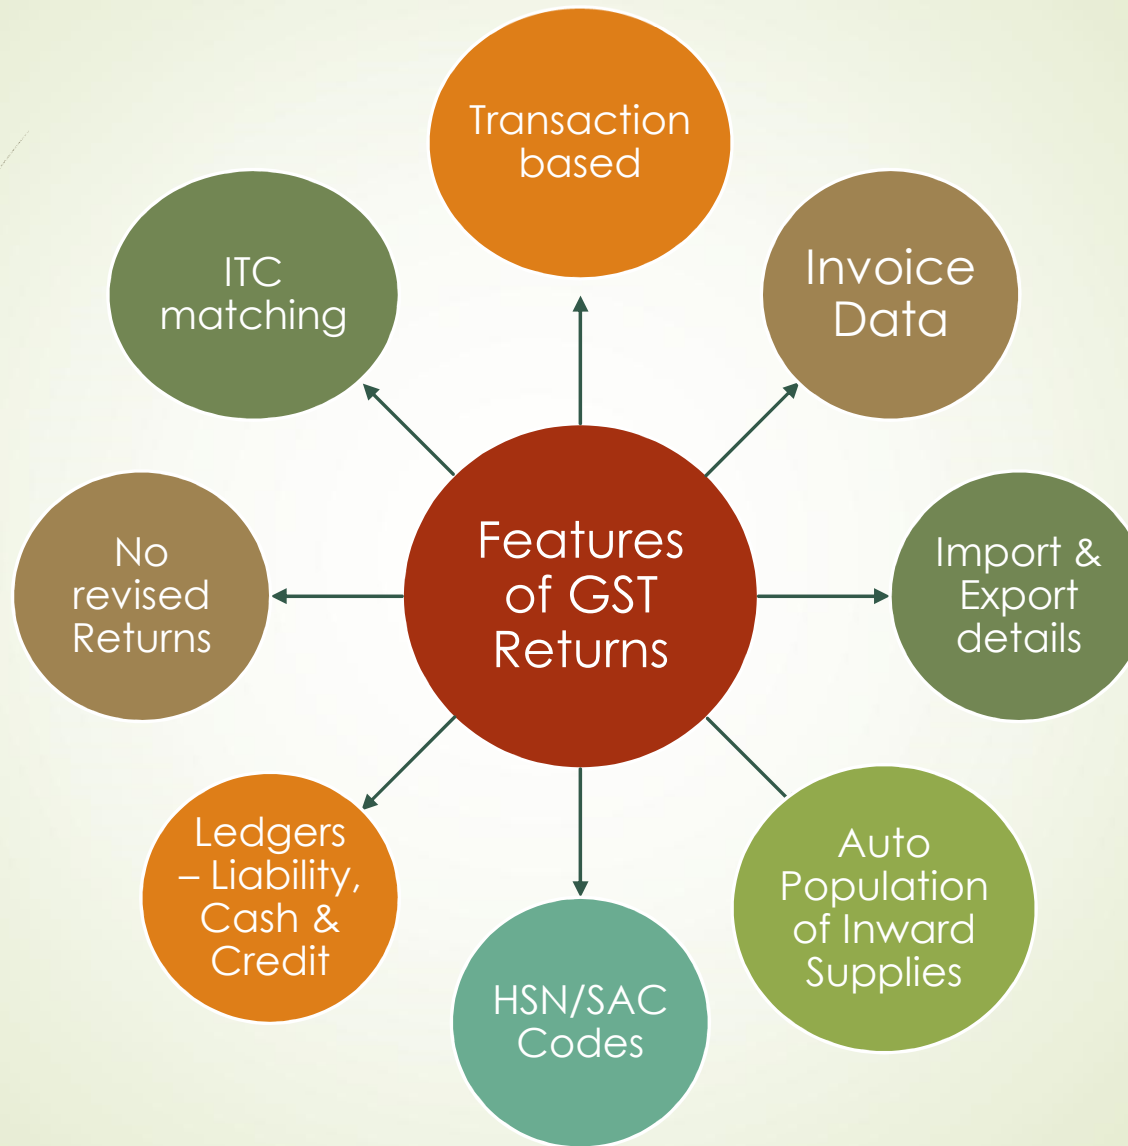 Transaction
based
Invoice
Data
Import &
Export
details
Auto
Population
of Inward
Supplies
HSN/SAC
Codes
Ledgers
– Liability,
Cash &
Credit
No
revised
Returns
ITC
matching
Features
of GST
Returns